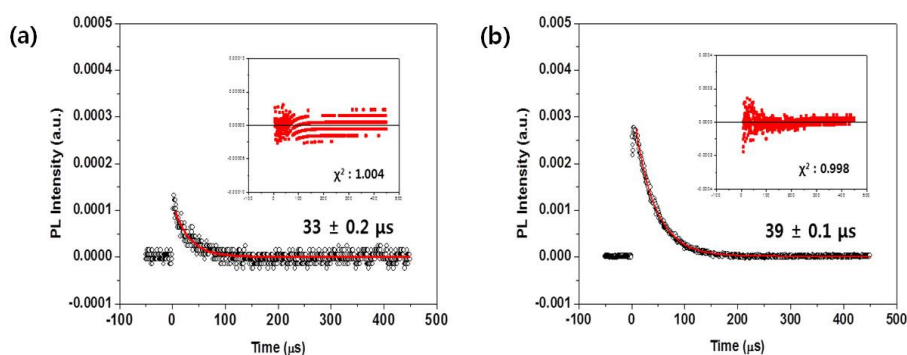 (a)
PL Intensity (a.u.)
0.0005
0.0004
0.0003
0.0002
0.0001
0.0000
-0.0001
-100 0 100 200 300 400 500
Time (μs)
χ² : 1.004
33 ± 0.2 μs
(b)
PL Intensity (a.u.)
0.005
0.004
0.003
0.002
0.001
0.000
-0.001
-100 0 100 200 300 400 500
Time (μs)
χ² : 0.998
39 ± 0.1 μs